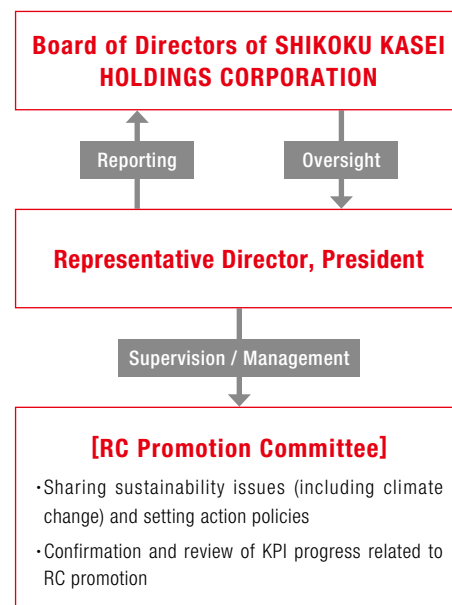 Board of Directors of SHIKOKU KASEI
HOLDINGS CORPORATION
Reporting
Oversight
Representative Director, President
Supervision / Management
[RC Promotion Committee]
・Sharing sustainability issues (including climate
change) and setting action policies
・Confirmation and review of KPI progress related to
RC promotion